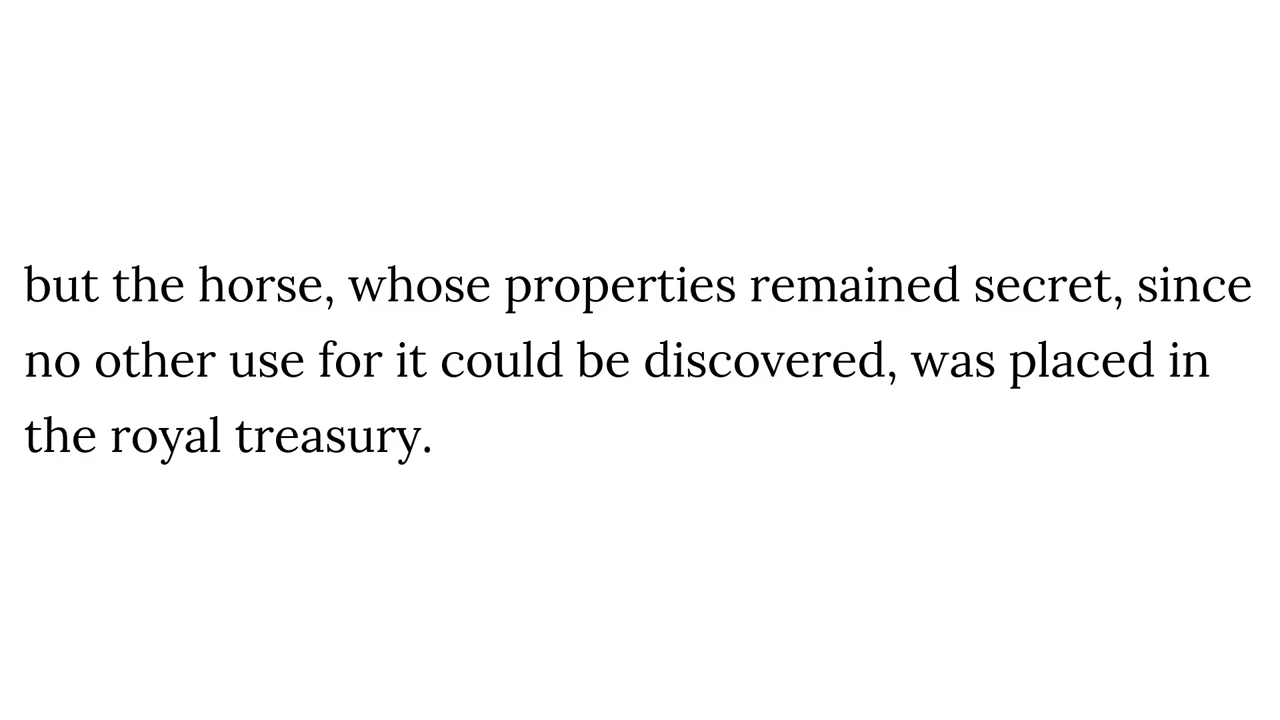 but the horse, whose properties remained secret, since
no other use for it could be discovered, was placed in
the royal treasury.